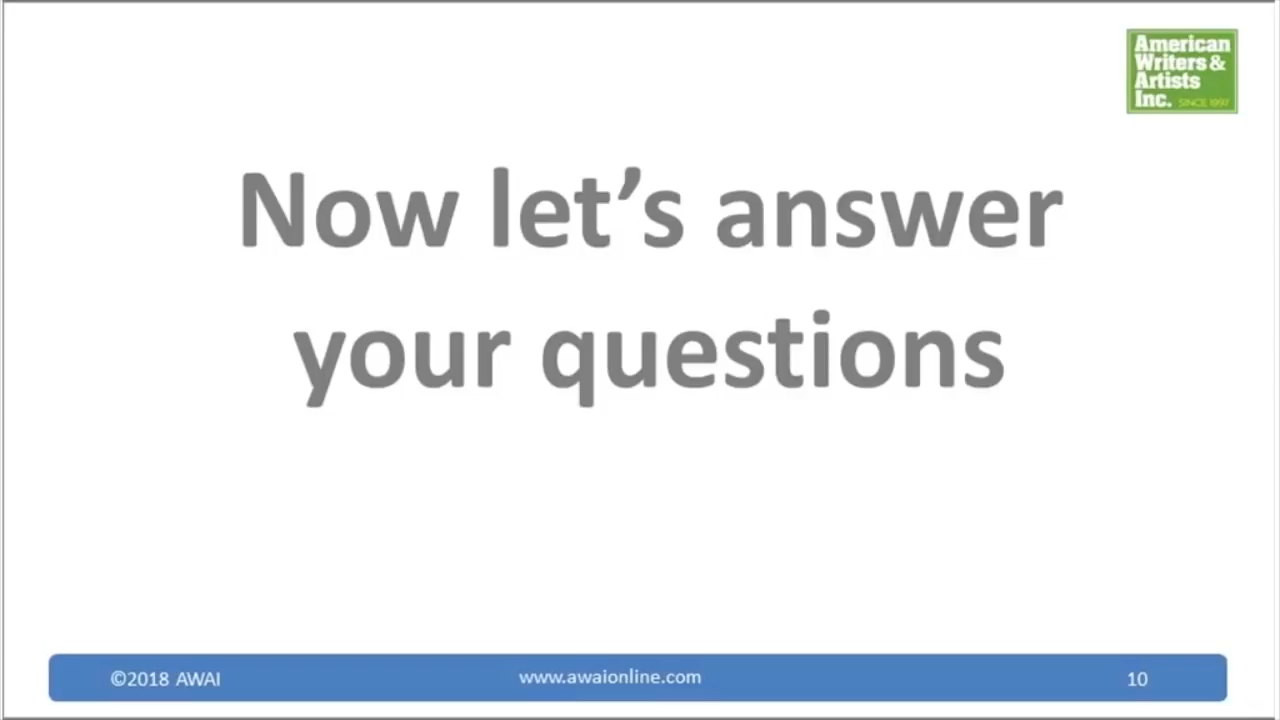 American
Writers &
Artists
Inc. SINCE 1997
Now let’s answer
your questions
©2018 AWAI
www.awaionline.com
10